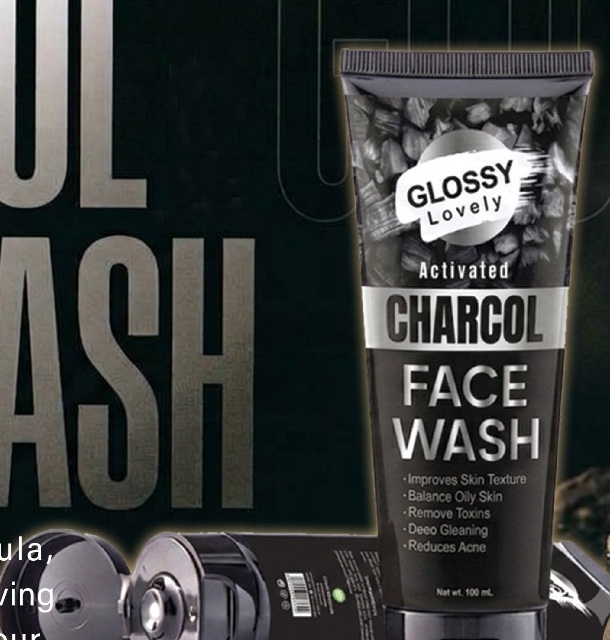 OL
ASH
GLOSSY
Lovely
Activated
CHARCOL
FACE
WASH
· Improves Skin Texture
· Balance Oily Skin
· Remove Toxins
· Deeo Gleaning
· Reduces Acne
Net wt. 100 mL
ula,
ving
our